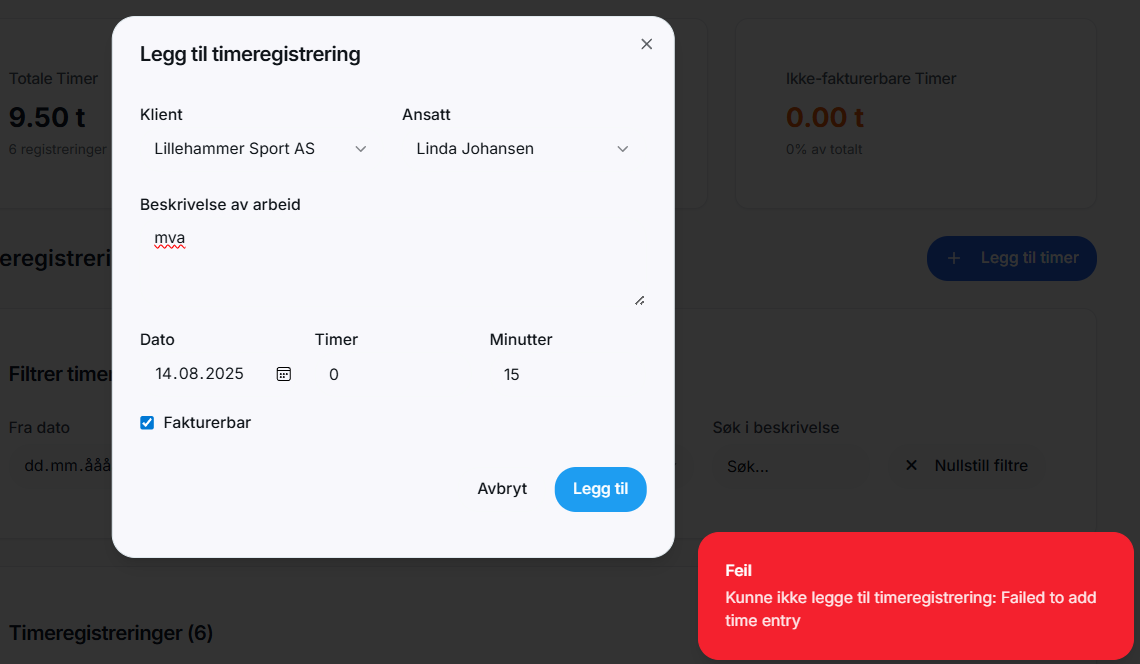 Legg til timeregistrering
Klient
Ansatt
Lillehammer Sport AS
Linda Johansen
Beskrivelse av arbeid
mva
Dato
Timer
Minutter
14.08.2025
0
15
Fakturerbar
Avbryt
Legg til
Totale Timer
9.50 t
6 registreringer
Ikke-fakturerbare Timer
0.00 t
0% av totalt
eregistreri
+ Legg til timer
Filtrer timer
Fra dato
dd.mm.ååå
Søk i beskrivelse
Søk...
Nullstill filtre
Timeregistreringer (6)
Feil
Kunne ikke legge til timeregistrering: Failed to add
time entry